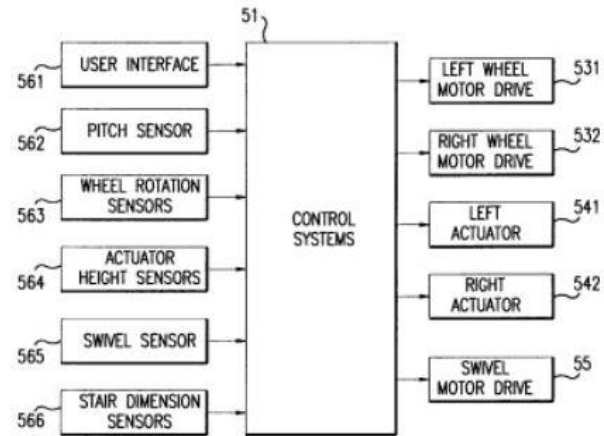 51
USER INTERFACE
561
PITCH SENSOR
562
WHEEL ROTATION
SENSORS
563
ACTUATOR
HEIGHT SENSORS
564
SWIVEL SENSOR
565
STAIR DIMENSION
SENSORS
566
CONTROL
SYSTEMS
LEFT WHEEL
MOTOR DRIVE
531
RIGHT WHEEL
MOTOR DRIVE
532
LEFT
ACTUATOR
541
RIGHT
ACTUATOR
542
SWIVEL
MOTOR DRIVE
55